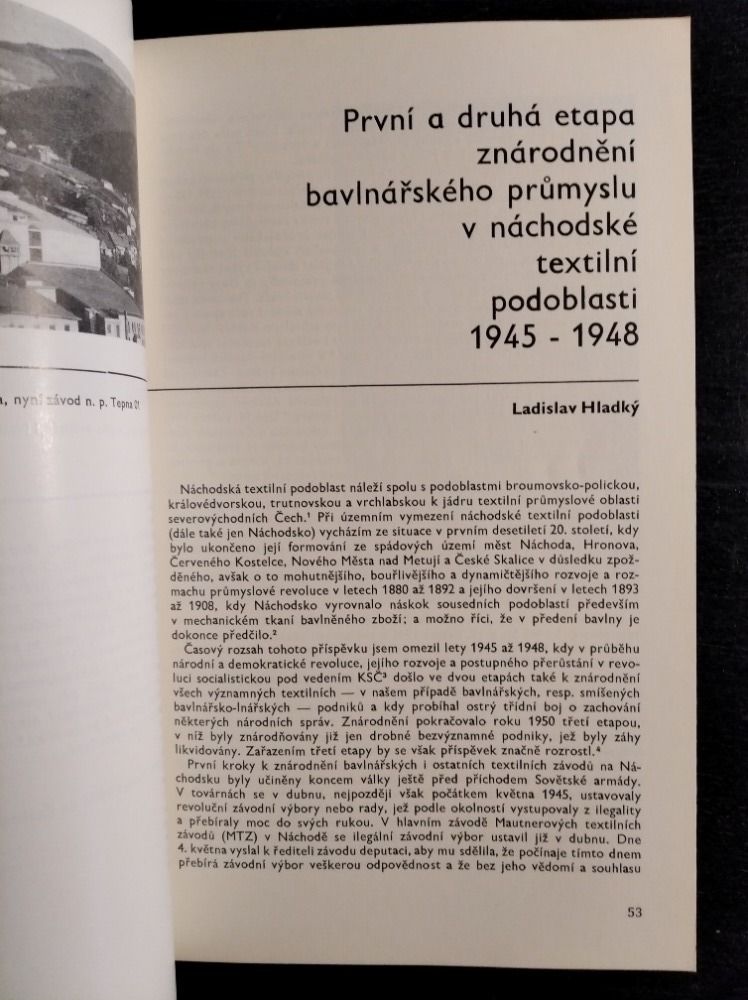 nyní závod n. p. Tepna 01
První a druhá etapa
znárodnění
bavlnářského průmyslu
v náchodské
textilní
podoblasti
1945 - 1948
Ladislav Hladký
Náchodská textilní podoblast náleží spolu s podoblastmi broumovsko-polickou,
královédvorskou, trutnovskou a vrchlabskou k jádru textilní průmyslové oblasti
severovýchodních Čech.¹ Při územním vymezení náchodské textilní podoblasti
(dále také jen Náchodsko) vycházím ze situace v prvním desetiletí 20. století, kdy
bylo ukončeno její formování ze spádových území měst Náchoda, Hronova,
Červeného Kostelce, Nového Města nad Metují a České Skalice v důsledku zpož-
děného, avšak o to mohutnějšího, bouřlivějšího a dynamičtějšího rozvoje a roz-
machu průmyslové revoluce v letech 1880 až 1892 a jejího dovršení v letech 1893
až 1908, kdy Náchodsko vyrovnalo náskok sousedních podoblastí především
v mechanickém tkaní bavlněného zboží; a možno říci, že v předení bavlny je
dokonce předčilo.²
Časový rozsah tohoto příspěvku jsem omezil lety 1945 až 1948, kdy v průběhu
národní a demokratické revoluce, jejího rozvoje a postupného přerůstání v revo-
luci socialistickou pod vedením KSČ³ došlo ve dvou etapách také k znárodnění
všech významných textilních — v našem případě bavlnářských, resp. smíšených
bavlnářsko-lnářských — podniků a kdy probíhal ostrý třídní boj o zachování
některých národních správ. Znárodnění pokračovalo roku 1950 třetí etapou,
v níž byly znárodňovány již jen drobné bezvýznamné podniky, jež byly záhy
likvidovány. Zařazením třetí etapy by se však příspěvek značně rozrostl.⁴
První kroky k znárodnění bavlnářských i ostatních textilních závodů na Ná-
chodsku byly učiněny koncem války ještě před příchodem Sovětské armády.
V továrnách se v dubnu, nejpozději však počátkem května 1945, ustavovaly
revoluční závodní výbory nebo rady, jež podle okolností vystupovaly z ilegality
a přebíraly moc do svých rukou. V hlavním závodě Mautnerových textilních
závodů (MTZ) v Náchodě se ilegální závodní výbor ustavil již v dubnu. Dne
4. května vyslal k řediteli závodu deputaci, aby mu sdělila, že počínaje tímto dnem
přebírá závodní výbor veškerou odpovědnost a že bez jeho vědomí a souhlasu
53